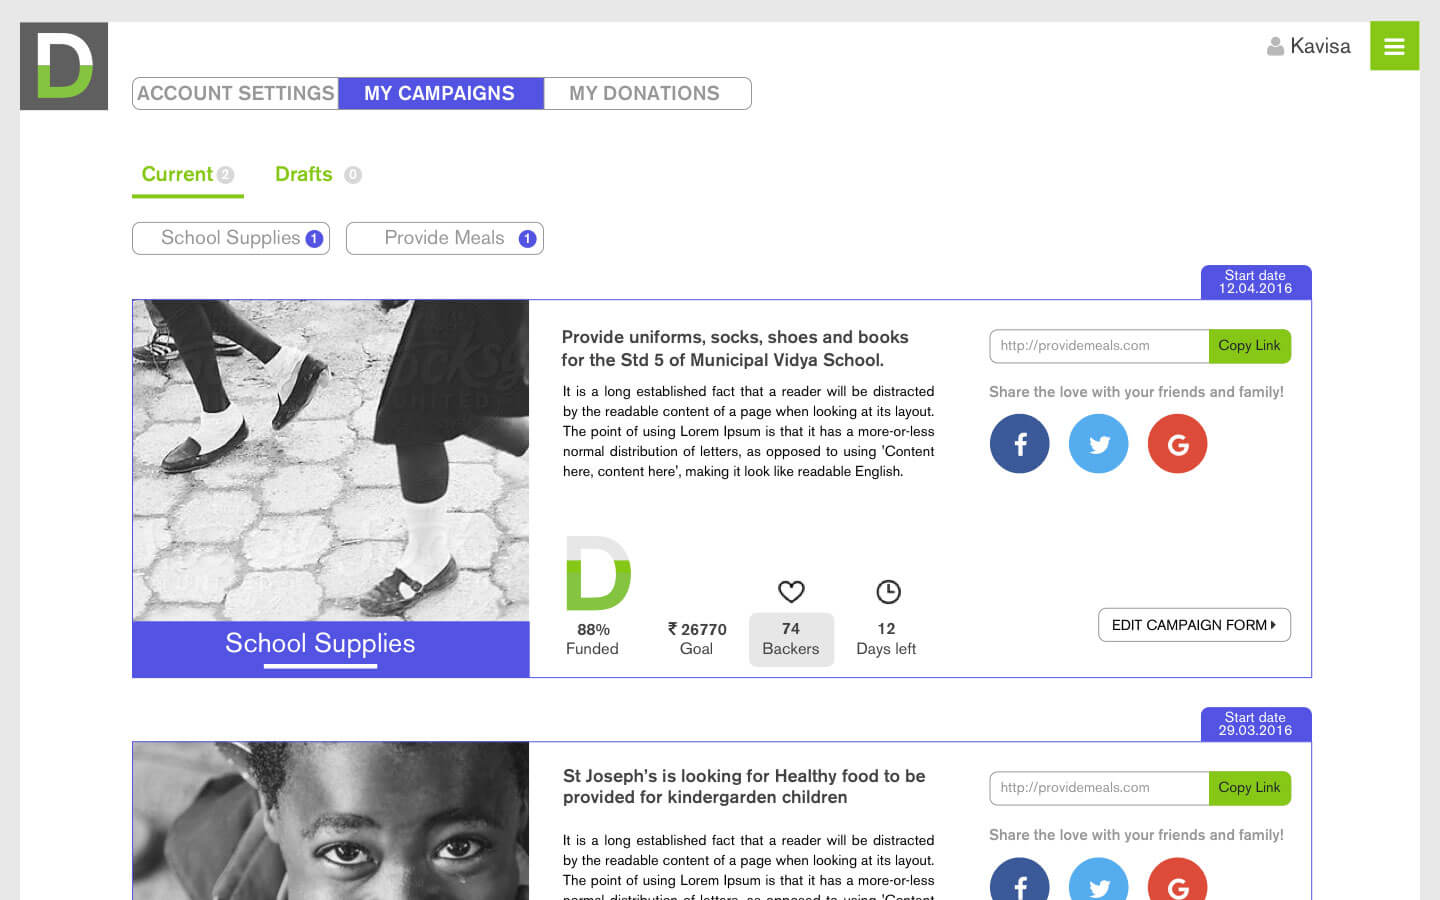 D
Kavisa
ACCOUNT SETTINGS MY CAMPAIGNS MY DONATIONS
Current 2 Drafts 0
School Supplies 1 Provide Meals 1
Start date
12.04.2016
Provide uniforms, socks, shoes and books
for the Std 5 of Municipal Vidya School.
It is a long established fact that a reader will be distracted
by the readable content of a page when looking at its layout.
The point of using Lorem Ipsum is that it has a more-or-less
normal distribution of letters, as opposed to using 'Content
here, content here', making it look like readable English.
http://providemeals.com Copy Link
Share the love with your friends and family!
f G
D
88%
Funded
₹ 26770
Goal
74
Backers
12
Days left
EDIT CAMPAIGN FORM
School Supplies
Start date
29.03.2016
St Joseph's is looking for Healthy food to be
provided for kindergarden children
It is a long established fact that a reader will be distracted
by the readable content of a page when looking at its layout.
The point of using Lorem Ipsum is that it has a more-or-less
normal distribution of letters, as opposed to using 'Content
http://providemeals.com Copy Link
Share the love with your friends and family!
f G